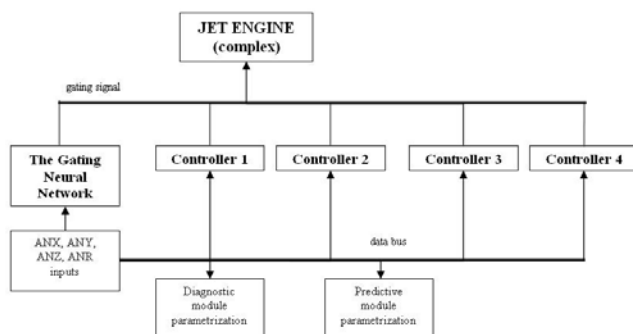 JET ENGINE
(complex)
gating signal
The Gating
Neural
Network
Controller 1
Controller 2
Controller 3
Controller 4
ANX, ANY,
ANZ, ANR
inputs
data bus
Diagnostic
module
parametrization
Predictive
module
parametrization